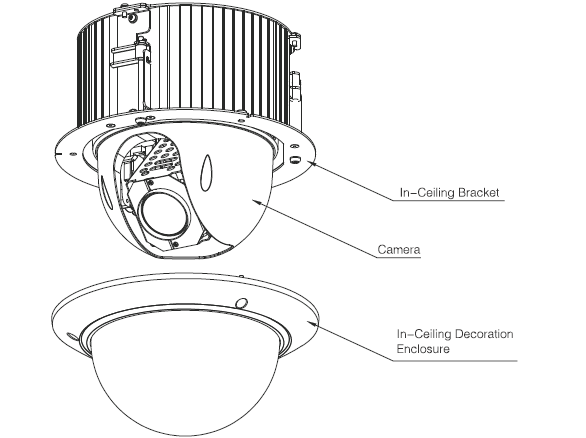 In-Ceiling Bracket
Camera
In-Ceiling Decoration
Enclosure